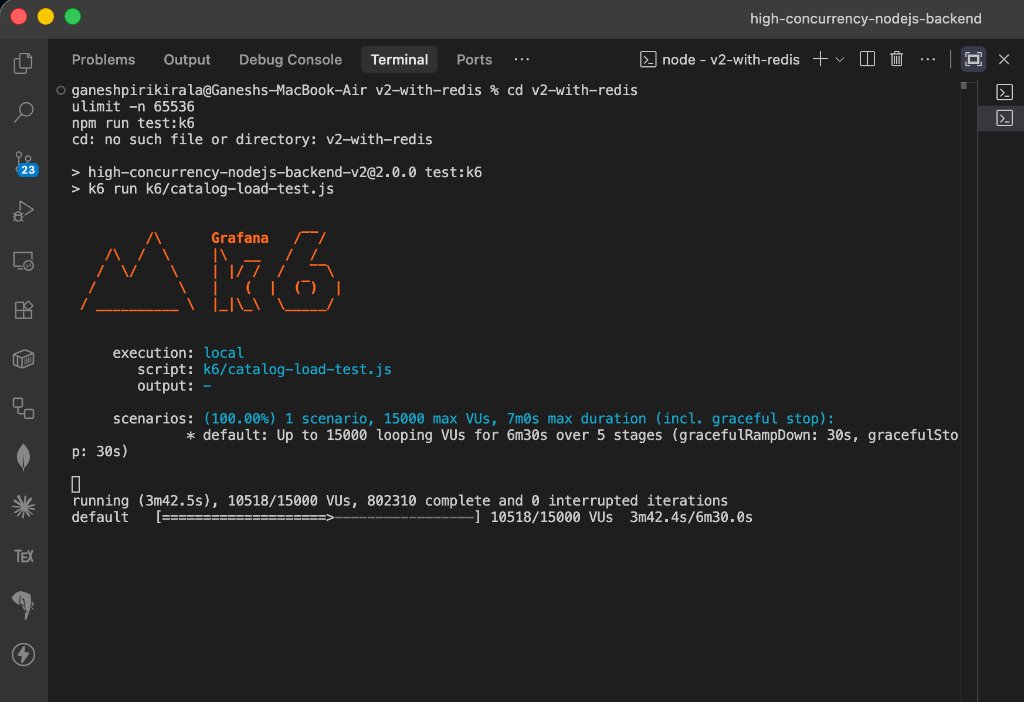 high-concurrency-nodejs-backend
Problems Output Debug Console Terminal Ports ··· node - v2-with-redis
ganeshpirikirala@Ganeshs-MacBook-Air v2-with-redis % cd v2-with-redis
ulimit -n 65536
npm run test:k6
cd: no such file or directory: v2-with-redis
> high-concurrency-nodejs-backend-v2@2.0.0 test:k6
> k6 run k6/catalog-load-test.js
Grafana
k6
execution: local
script: k6/catalog-load-test.js
output: -
scenarios: (100.00%) 1 scenario, 15000 max VUs, 7m0s max duration (incl. graceful stop):
* default: Up to 15000 looping VUs for 6m30s over 5 stages (gracefulRampDown: 30s, gracefulSto
p: 30s)
running (3m42.5s), 10518/15000 VUs, 802310 complete and 0 interrupted iterations
default [====================>-----------------] 10518/15000 VUs 3m42.4s/6m30.0s
23
TEX